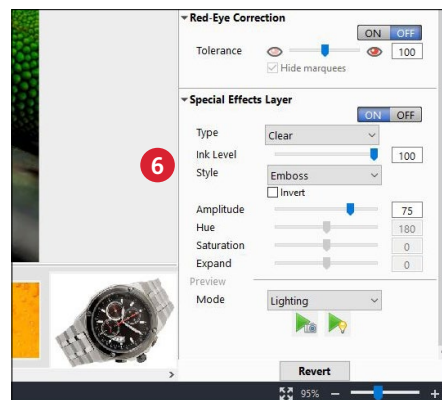 Red-Eye Correction
ON OFF
Tolerance 100
Hide marquees
Special Effects Layer
ON OFF
Type Clear
Ink Level 100
6
Style Emboss
Invert
Amplitude 75
Hue 180
Saturation 0
Expand 0
Preview
Mode Lighting
Revert
95%